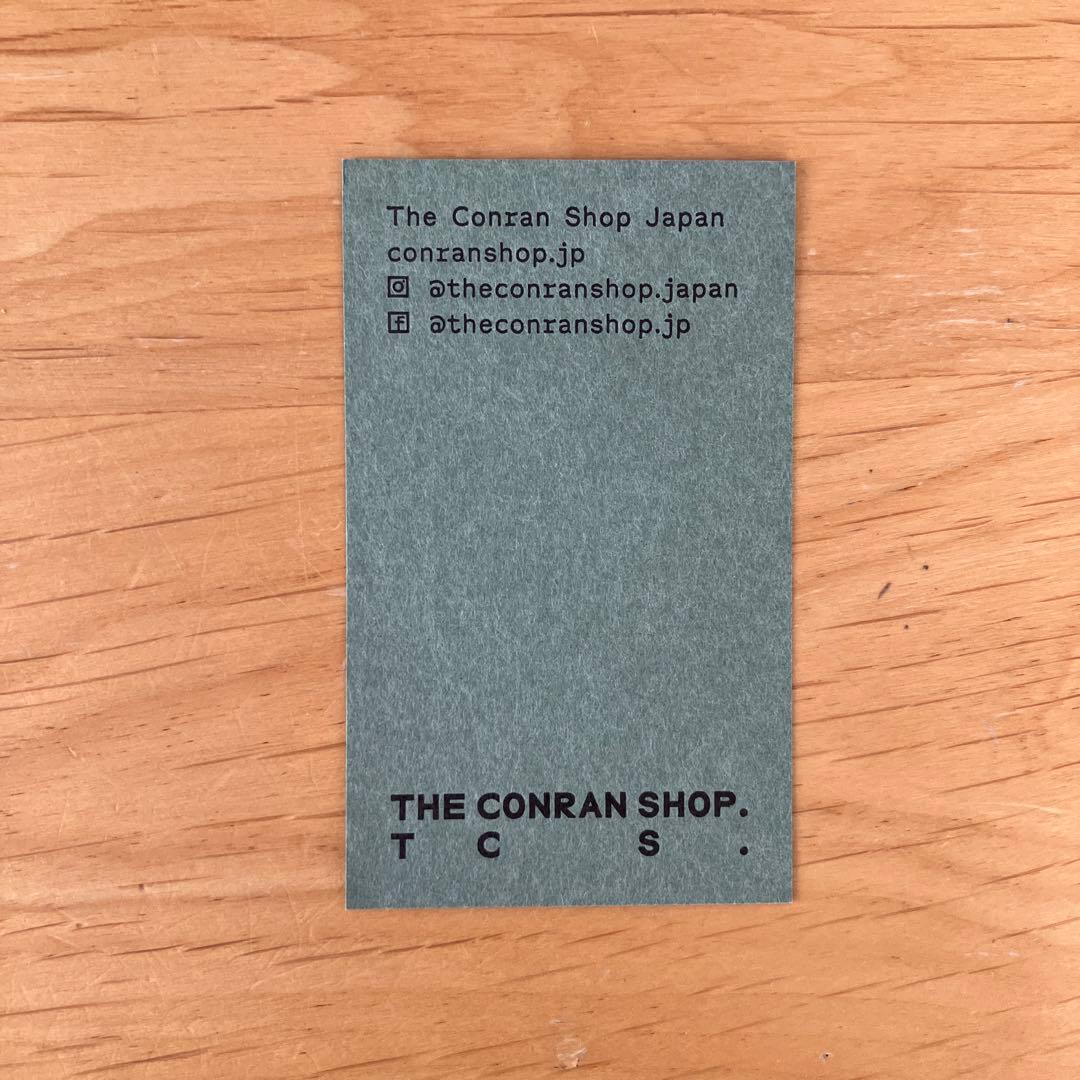 The Conran Shop Japan
conranshop.jp
@theconranshop.japan
@theconranshop.jp
THE CONRAN SHOP.
T C S .